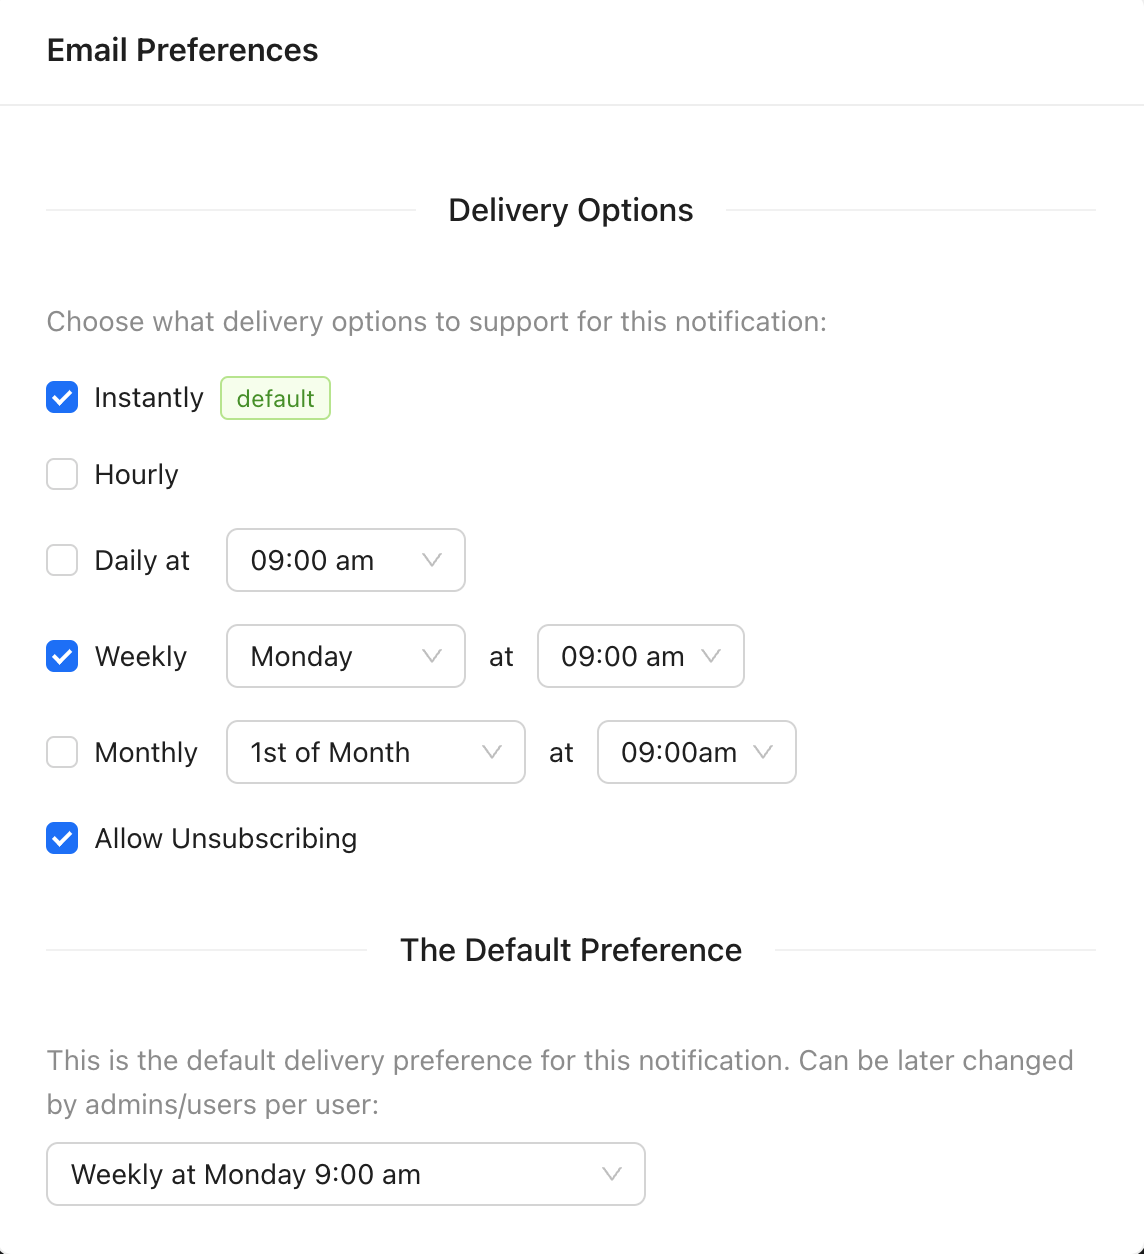 Email Preferences
Delivery Options
Choose what delivery options to support for this notification:
Instantly default
Hourly
Daily at 09:00 am
Weekly Monday at 09:00 am
Monthly 1st of Month at 09:00am
Allow Unsubscribing
The Default Preference
This is the default delivery preference for this notification. Can be later changed
by admins/users per user:
Weekly at Monday 9:00 am